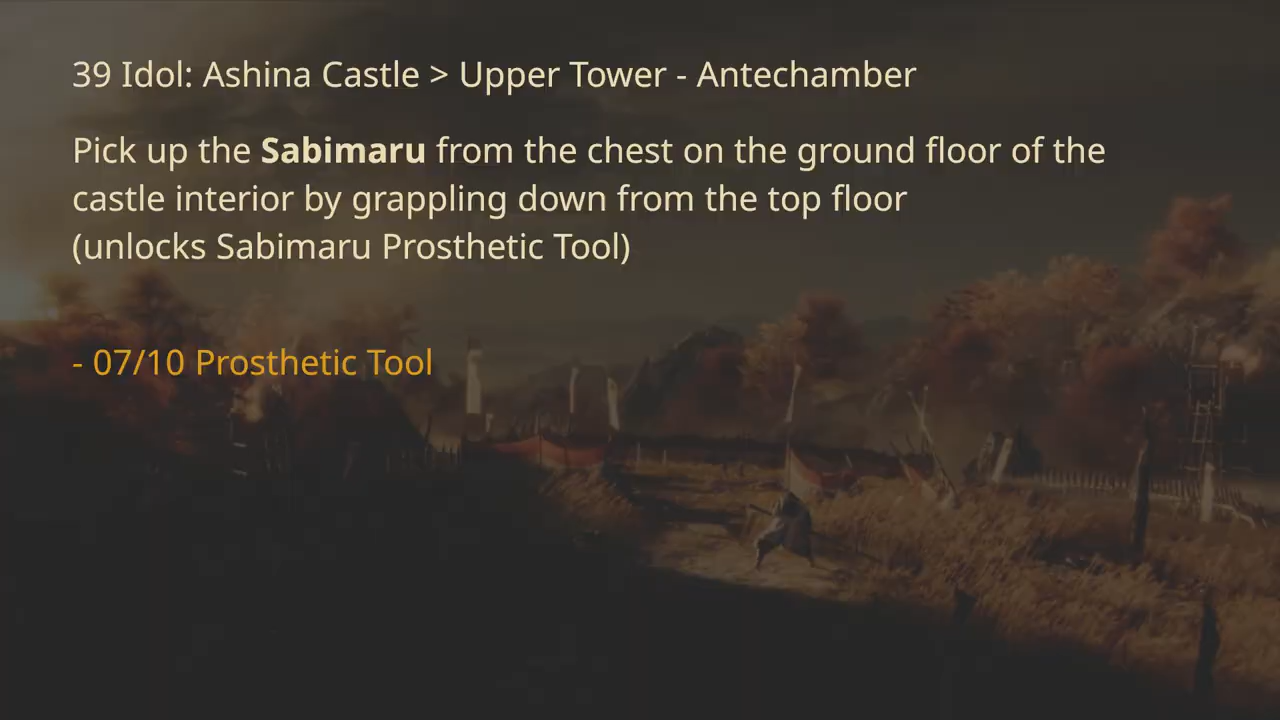 39 Idol: Ashina Castle > Upper Tower - Antechamber
Pick up the Sabimaru from the chest on the ground floor of the
castle interior by grappling down from the top floor
(unlocks Sabimaru Prosthetic Tool)
- 07/10 Prosthetic Tool